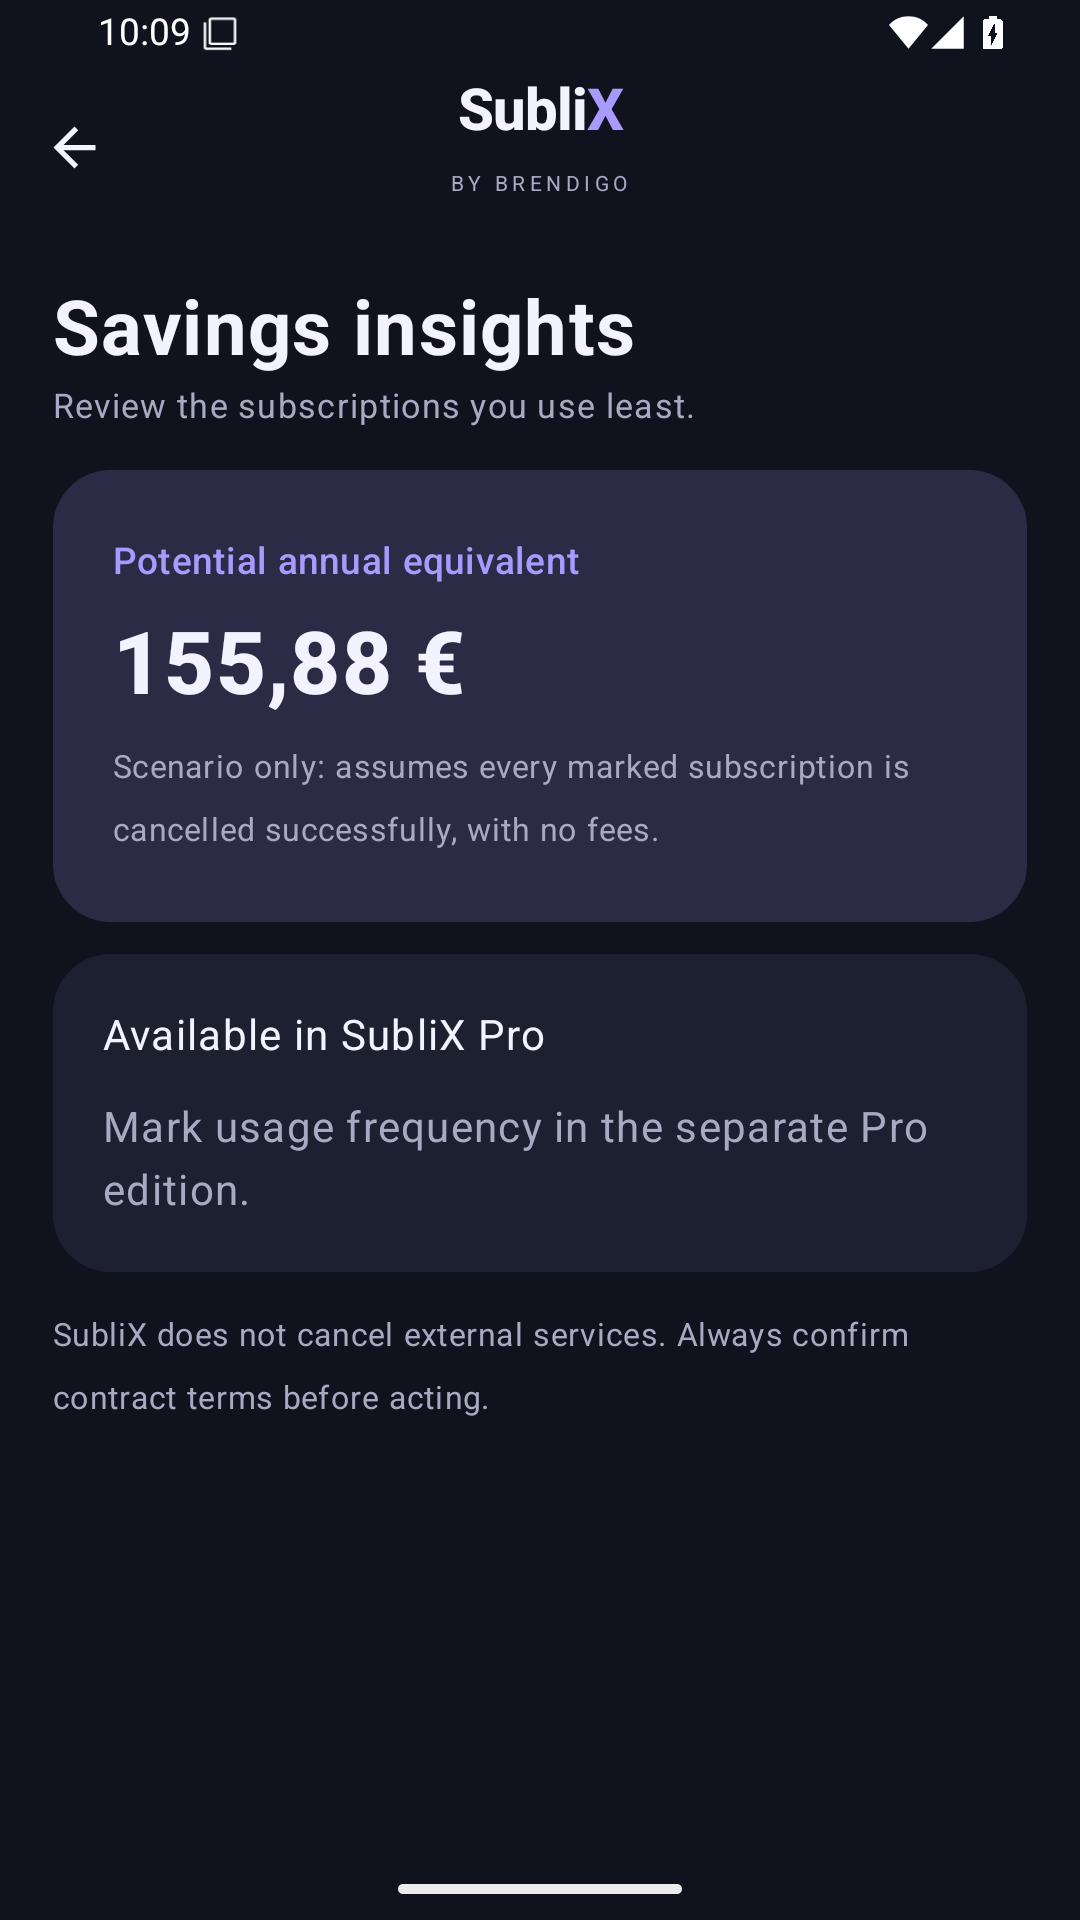 10:09
SubliX
BY BRENDIGO
Savings insights
Review the subscriptions you use least.
Potential annual equivalent
155,88 €
Scenario only: assumes every marked subscription is
cancelled successfully, with no fees.
Available in SubliX Pro
Mark usage frequency in the separate Pro
edition.
SubliX does not cancel external services. Always confirm
contract terms before acting.